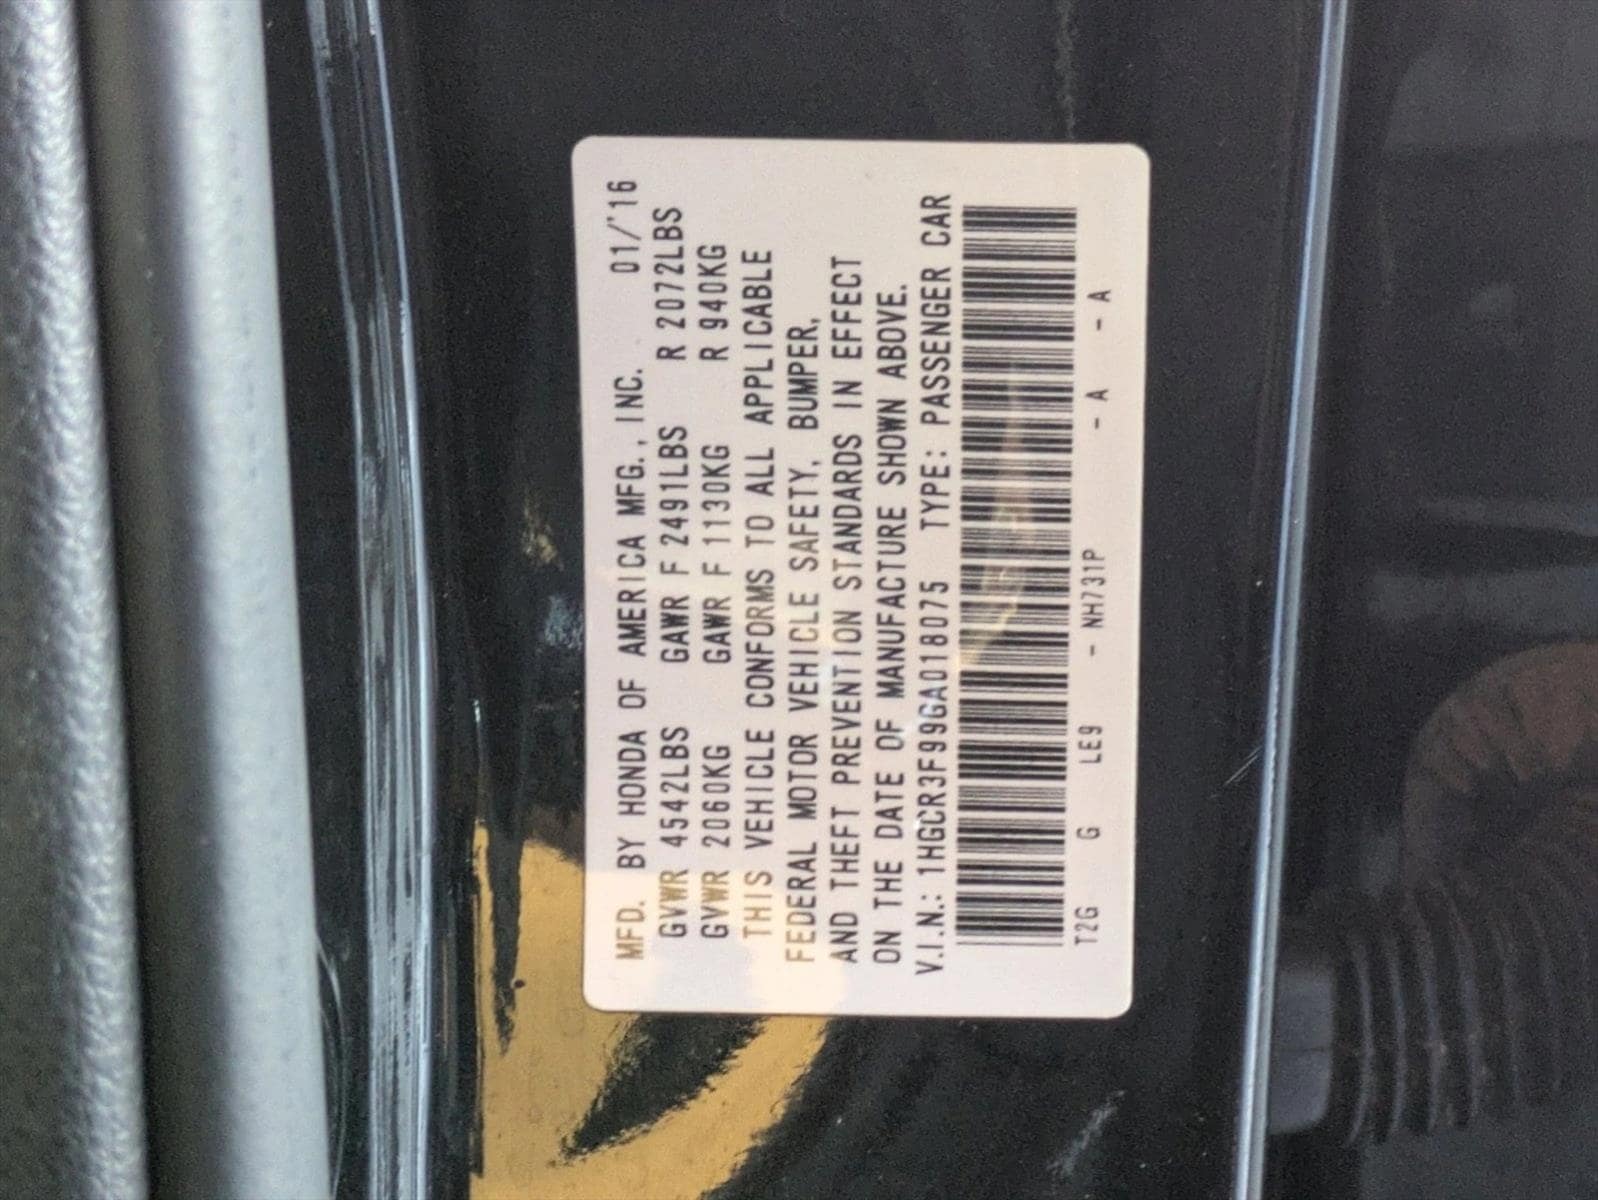 MFD. BY HONDA OF AMERICA MFG., INC. 01/'16
GVWR 4542LBS GAWR F 2491LBS R 2072LBS
GVWR 2060KG GAWR F 1130KG R 940KG
THIS VEHICLE CONFORMS TO ALL APPLICABLE
FEDERAL MOTOR VEHICLE SAFETY, BUMPER,
AND THEFT PREVENTION STANDARDS IN EFFECT
ON THE DATE OF MANUFACTURE SHOWN ABOVE.
V.I.N.: 1HGCR3F99GA018075 TYPE: PASSENGER CAR
T2G G LE9 - NH731P - A - A